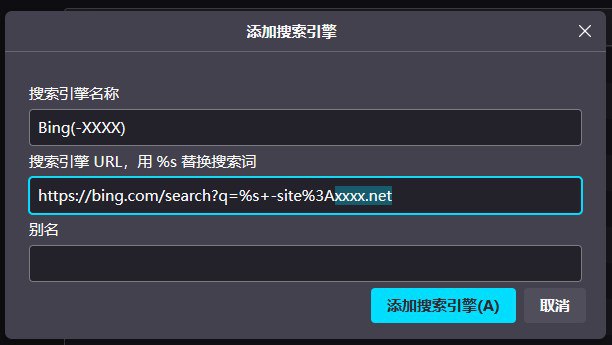 添加搜索引擎
搜索引擎名称
Bing(-XXXX)
搜索引擎 URL，用 %s 替换搜索词
https://bing.com/search?q=%s+-site%3Axxxx.net
别名
添加搜索引擎(A)
取消